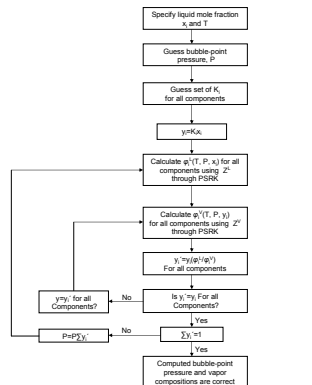 Specify liquid mole fraction
xᵢ and T
Guess bubble-point
pressure, P
Guess set of Kᵢ
for all components
yᵢ=Kᵢxᵢ
Calculate φᵢᴸ(T, P, xᵢ) for all
components using Zᴸ
through PSRK
Calculate φᵢⱽ(T, P, yᵢ)
for all components using Zⱽ
through PSRK
yᵢ´=yᵢ(φᵢᴸ/φᵢⱽ)
For all components
y=yᵢ´ for all
Components?
No
Is yᵢ´=yᵢ For all
Components?
Yes
P=P∑yᵢ´
No
∑yᵢ´=1
Yes
Computed bubble-point
pressure and vapor
compositions are correct